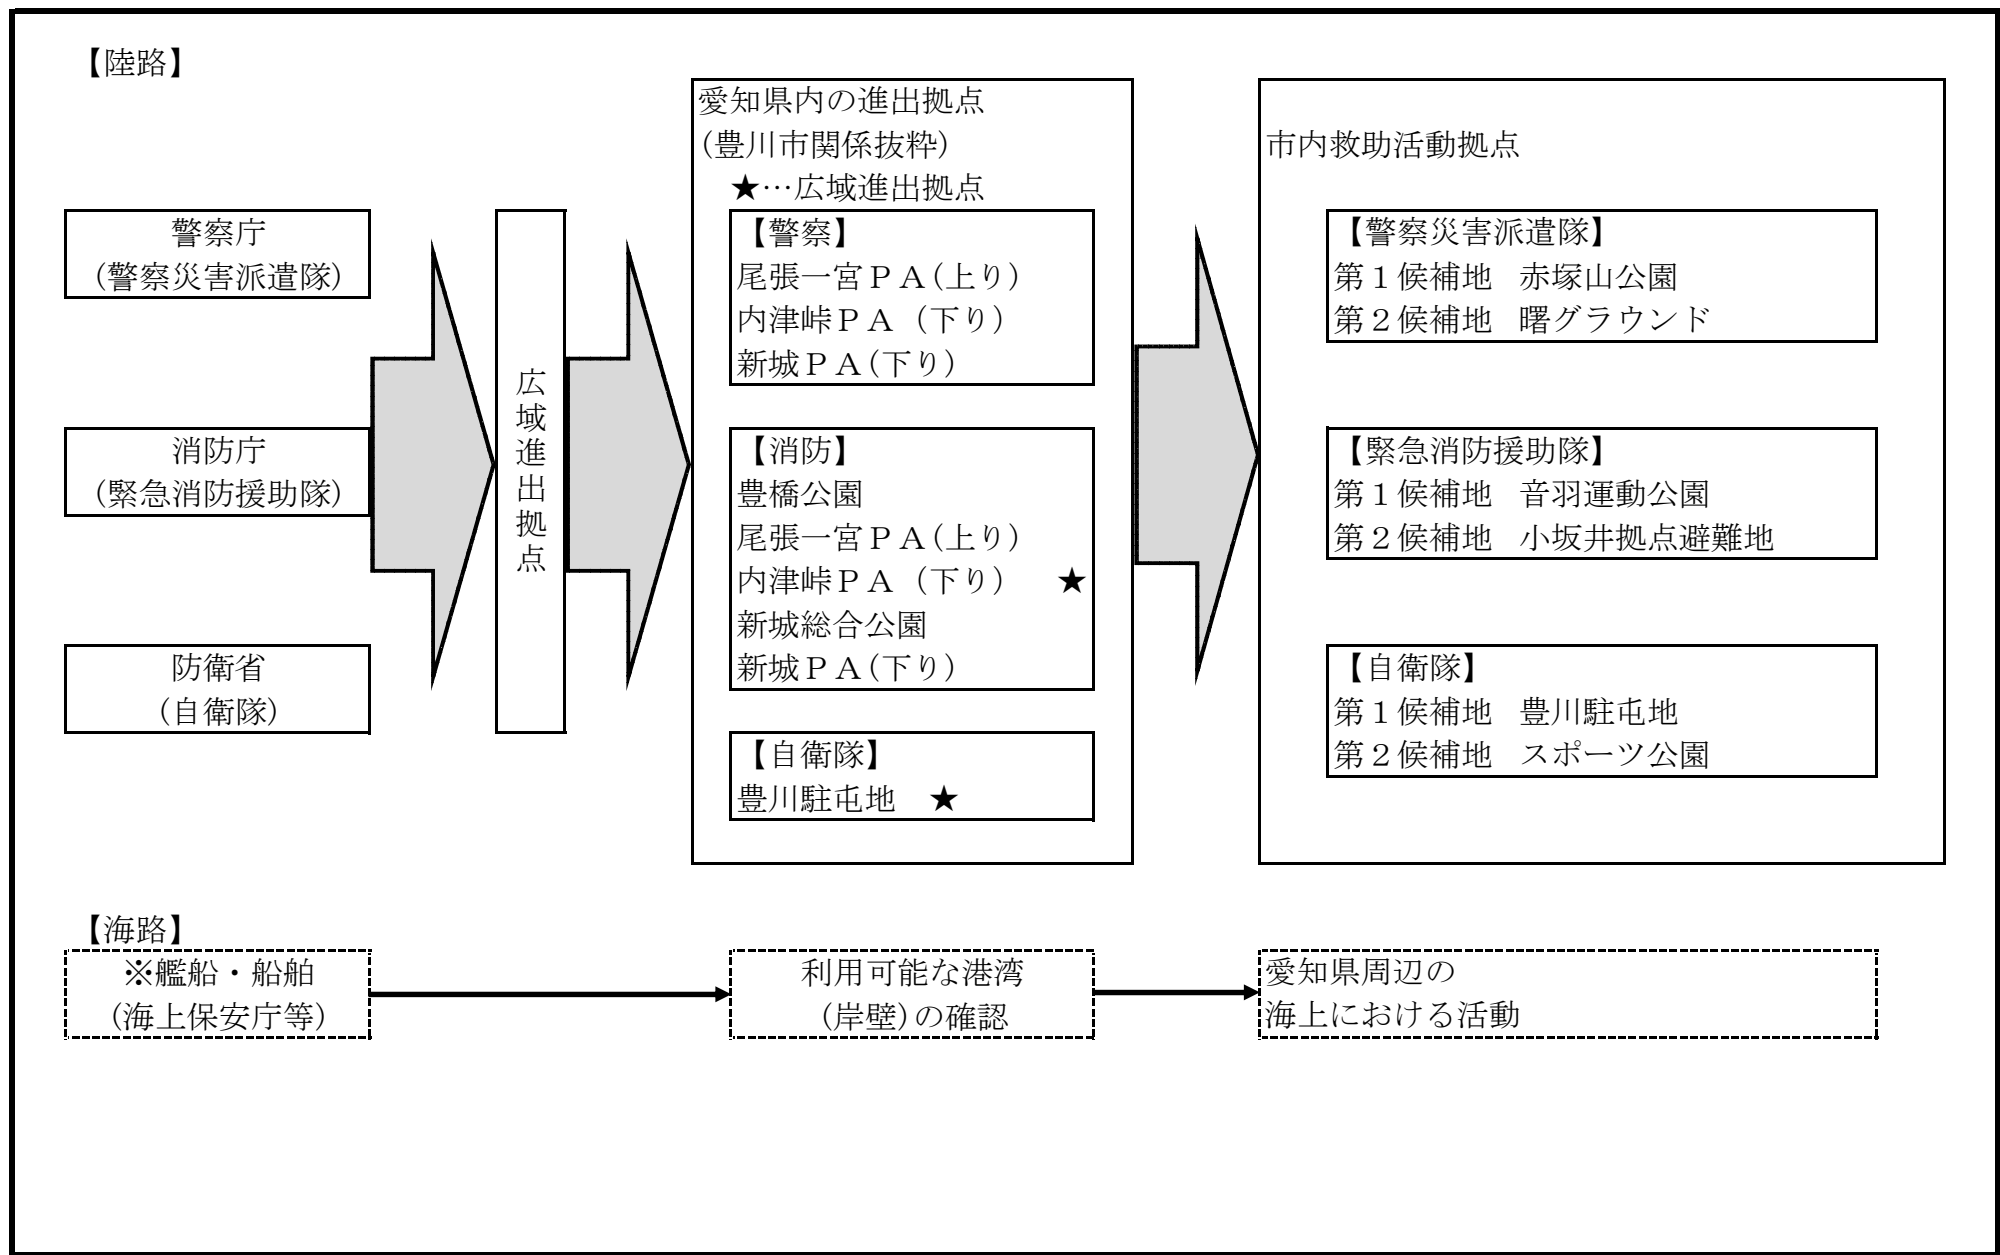 【陸路】
警察庁
(警察災害派遣隊)
消防庁
(緊急消防援助隊)
防衛省
(自衛隊)
広域進出拠点
愛知県内の進出拠点
(豊川市関係抜粋)
★…広域進出拠点
【警察】
尾張一宮ＰＡ(上り)
内津峠ＰＡ（下り）
新城ＰＡ(下り)
【消防】
豊橋公園
尾張一宮ＰＡ(上り)
内津峠ＰＡ（下り）　★
新城総合公園
新城ＰＡ(下り)
【自衛隊】
豊川駐屯地　★
市内救助活動拠点
【警察災害派遣隊】
第１候補地　赤塚山公園
第２候補地　曙グラウンド
【緊急消防援助隊】
第１候補地　音羽運動公園
第２候補地　小坂井拠点避難地
【自衛隊】
第１候補地　豊川駐屯地
第２候補地　スポーツ公園
【海路】
※艦船・船舶
(海上保安庁等)
利用可能な港湾
(岸壁)の確認
愛知県周辺の
海上における活動